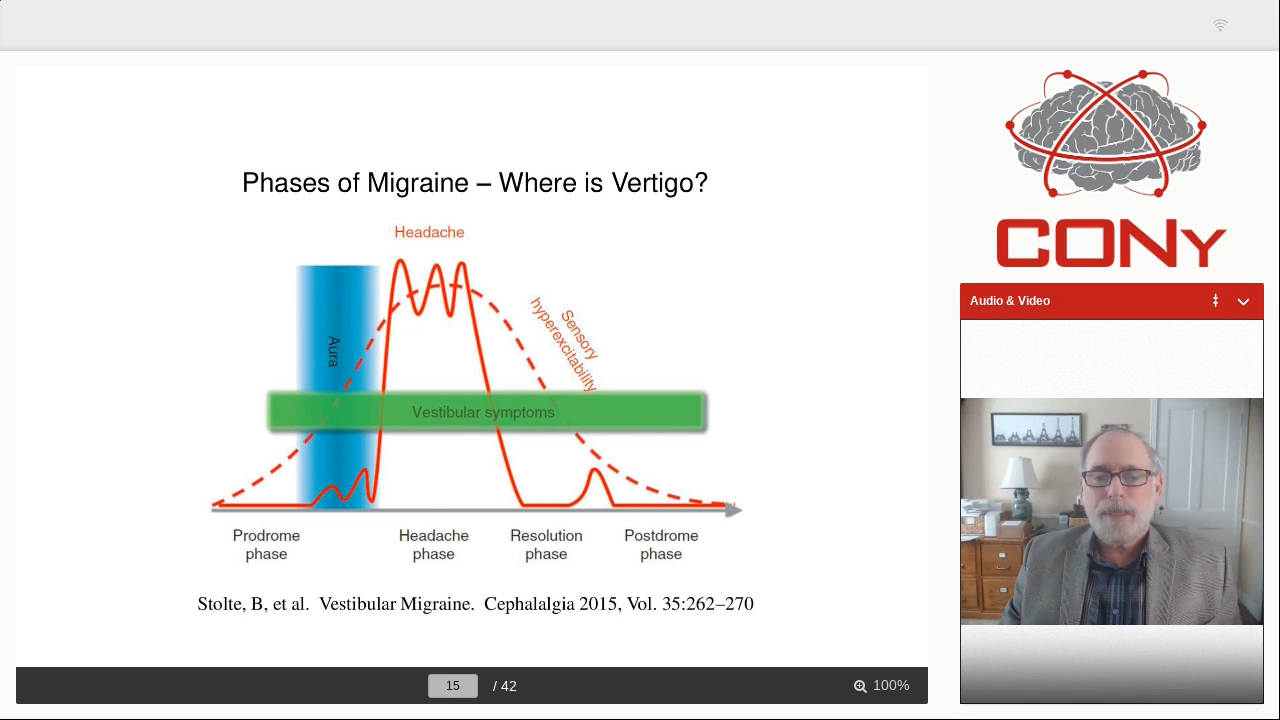 Phases of Migraine – Where is Vertigo?
Headache
Aura
Sensory
hyperexcitability
Vestibular symptoms
Prodrome
phase
Headache
phase
Resolution
phase
Postdrome
phase
Stolte, B, et al. Vestibular Migraine. Cephalalgia 2015, Vol. 35:262–270
15 / 42
100%
CONy
Audio & Video